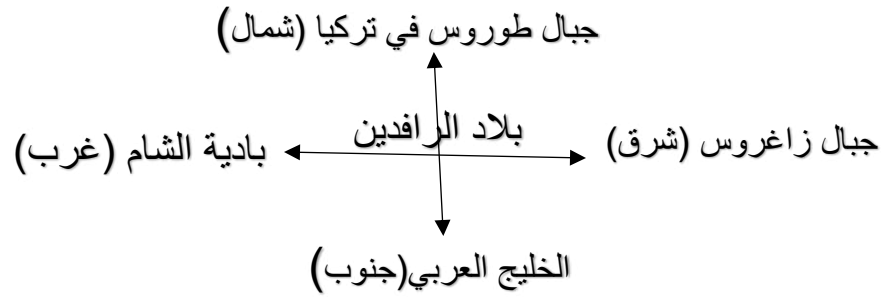 جبال طوروس في تركيا (شمال)
بلاد الرافدين
جبال زاغروس (شرق)
بادية الشام (غرب)
الخليج العربي(جنوب)